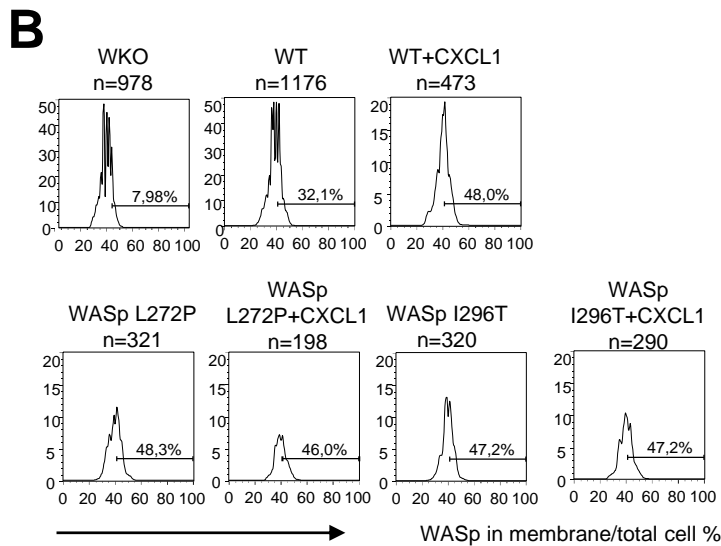 B
WKO
n=978
WT
n=1176
WT+CXCL1
n=473
50
40
30
20
10
0
7,98%
0 20 40 60 80 100
50
40
30
20
10
0
32,1%
0 20 40 60 80 100
20
15
10
5
0
48,0%
0 20 40 60 80 100
WASp L272P
n=321
WASp
L272P+CXCL1
n=198
WASp I296T
n=320
WASp
I296T+CXCL1
n=290
20
15
10
5
0
48,3%
0 20 40 60 80 100
20
15
10
5
0
46,0%
0 20 40 60 80 100
20
15
10
5
0
47,2%
0 20 40 60 80 100
20
15
10
5
0
47,2%
0 20 40 60 80 100
WASp in membrane/total cell %